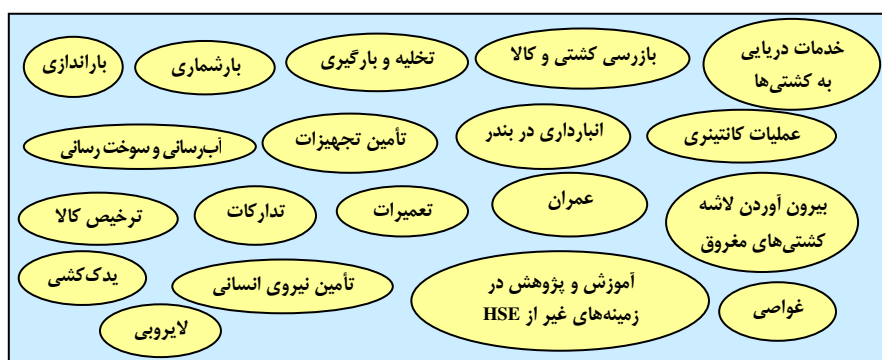 خدمات دریایی
به کشتی‌ها
بازرسی کشتی و کالا
تخلیه و بارگیری
بارشماری
باراندازی
عملیات کانتینری
انبارداری در بندر
تأمین تجهیزات
آب‌رسانی و سوخت رسانی
بیرون آوردن لاشه
کشتی‌های مغروق
عمران
تعمیرات
تدارکات
ترخیص کالا
غواصی
آموزش و پژوهش در
زمینه‌های غیر از HSE
تأمین نیروی انسانی
یدک‌کشی
لایروبی